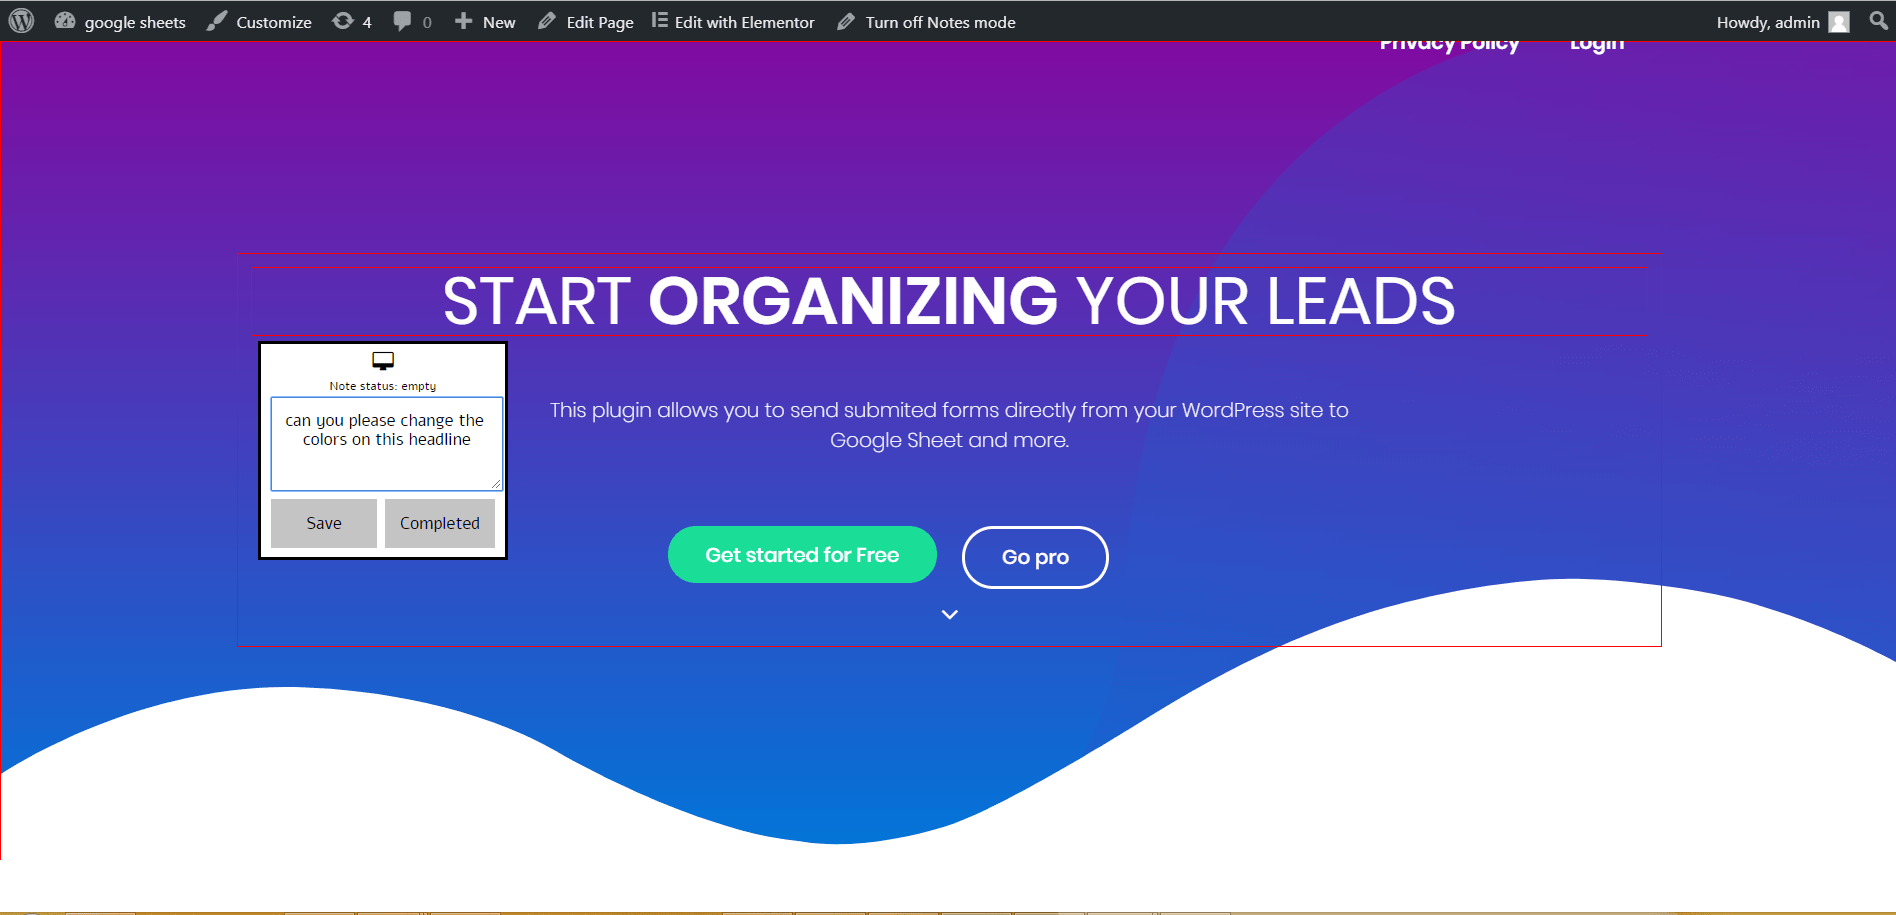 google sheets Customize 4 0 New Edit Page Edit with Elementor Turn off Notes mode Howdy, admin
Privacy Policy Login
START ORGANIZING YOUR LEADS
Note status: empty
can you please change the
colors on this headline
Save Completed
This plugin allows you to send submited forms directly from your WordPress site to
Google Sheet and more.
Get started for Free Go pro